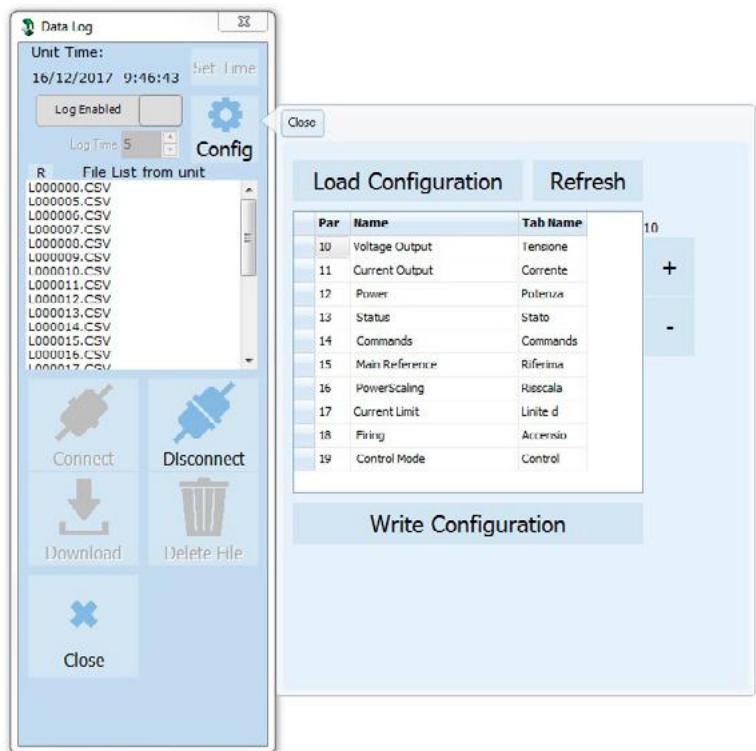 Data Log
Unit Time:
16/12/2017 9:46:43
Set Time
Log Enabled
Log Time 5
Config
R File List from unit
L000000.CSV
L000005.CSV
L000006.CSV
L000007.CSV
L000008.CSV
L000009.CSV
L000010.CSV
L000011.CSV
L000012.CSV
L000013.CSV
L000014.CSV
L000015.CSV
L000016.CSV
L000017.CSV
Connect
Disconnect
Download
Delete File
Close
Close
Load Configuration
Refresh
Par Name Tab Name
10 Voltage Output Tensione
11 Current Output Corrente
12 Power Potenza
13 Status Stato
14 Commands Commands
15 Main Reference Riferima
16 PowerScaling Risscala
17 Current Limit Linite d
18 Firing Accensio
19 Control Mode Control
10
+
-
Write Configuration